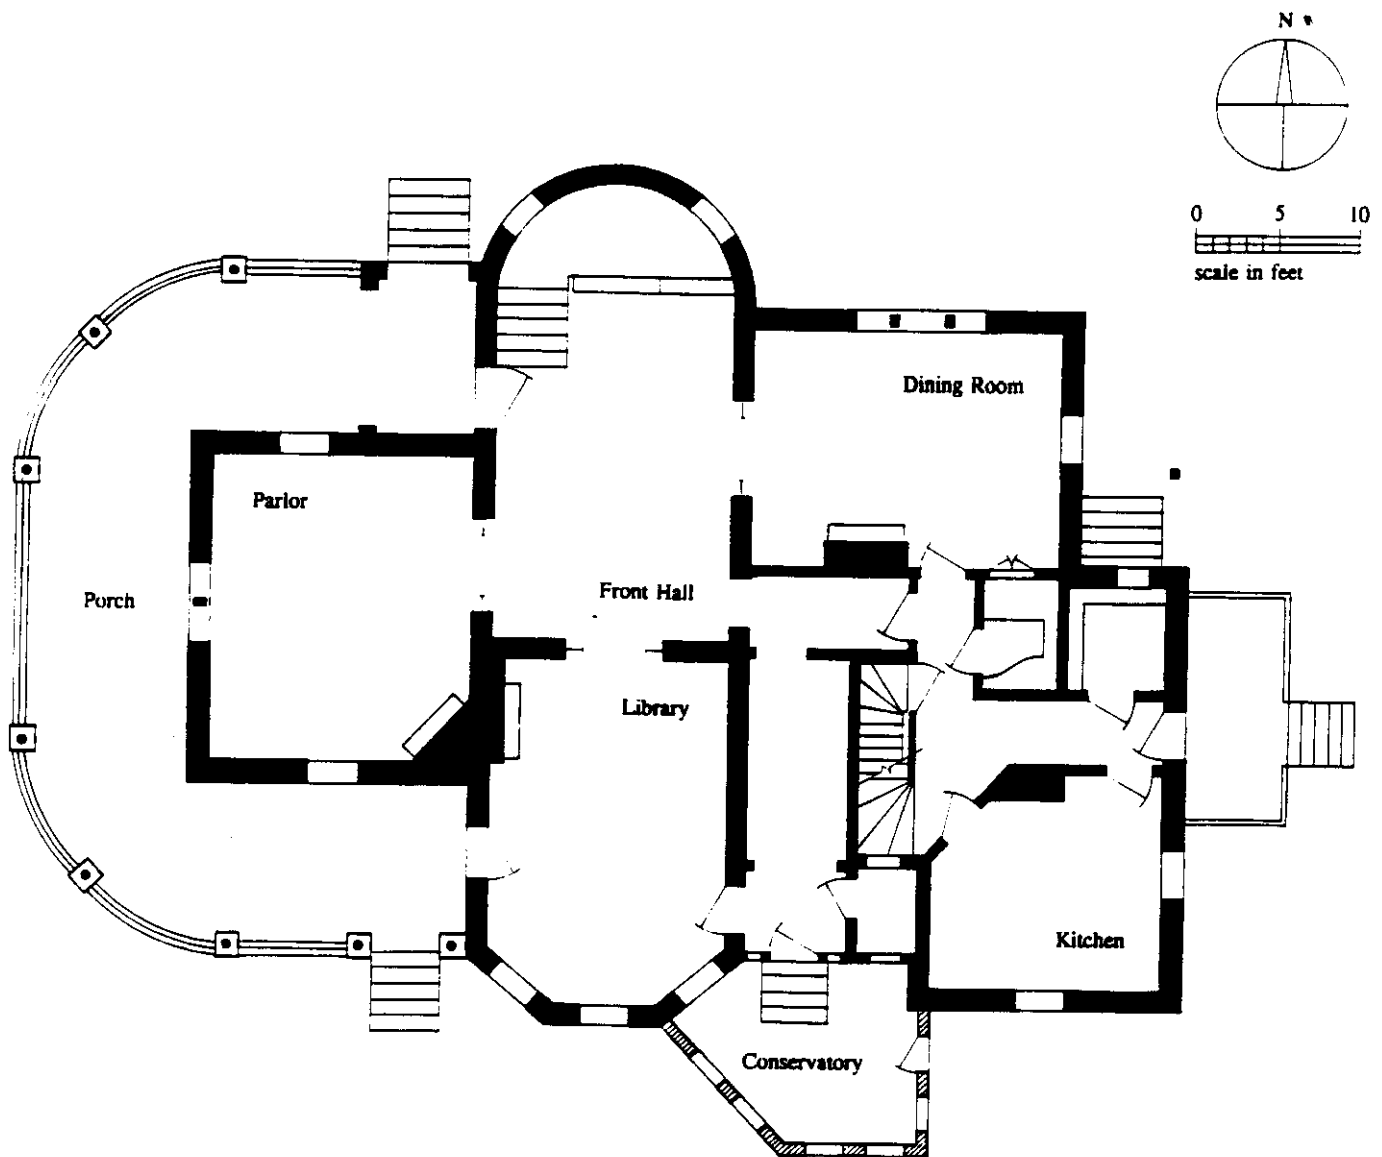 N
0 5 10
scale in feet
Dining Room
Parlor
Porch
Front Hall
Library
Kitchen
Conservatory